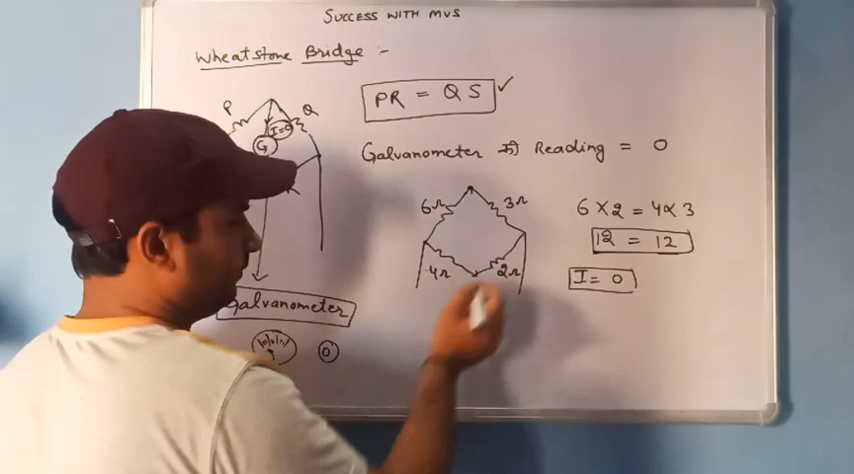 SUCCESS WITH MVS
Wheatstone Bridge :-
PR = QS ✓
P
Q
I=0
G
Galvanometer की Reading = 0
6Ω 3Ω
4Ω 2Ω
6 × 2 = 4 × 3
12 = 12
I = 0
Galvanometer
0